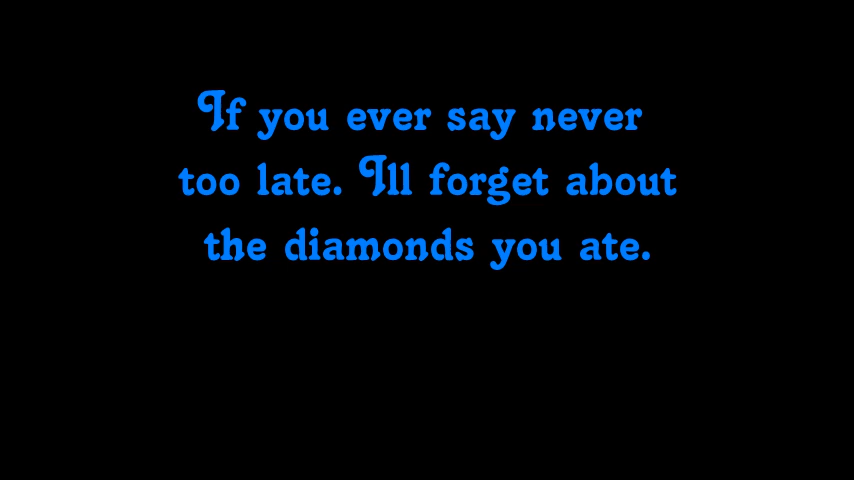 If you ever say never
too late. Ill forget about
the diamonds you ate.